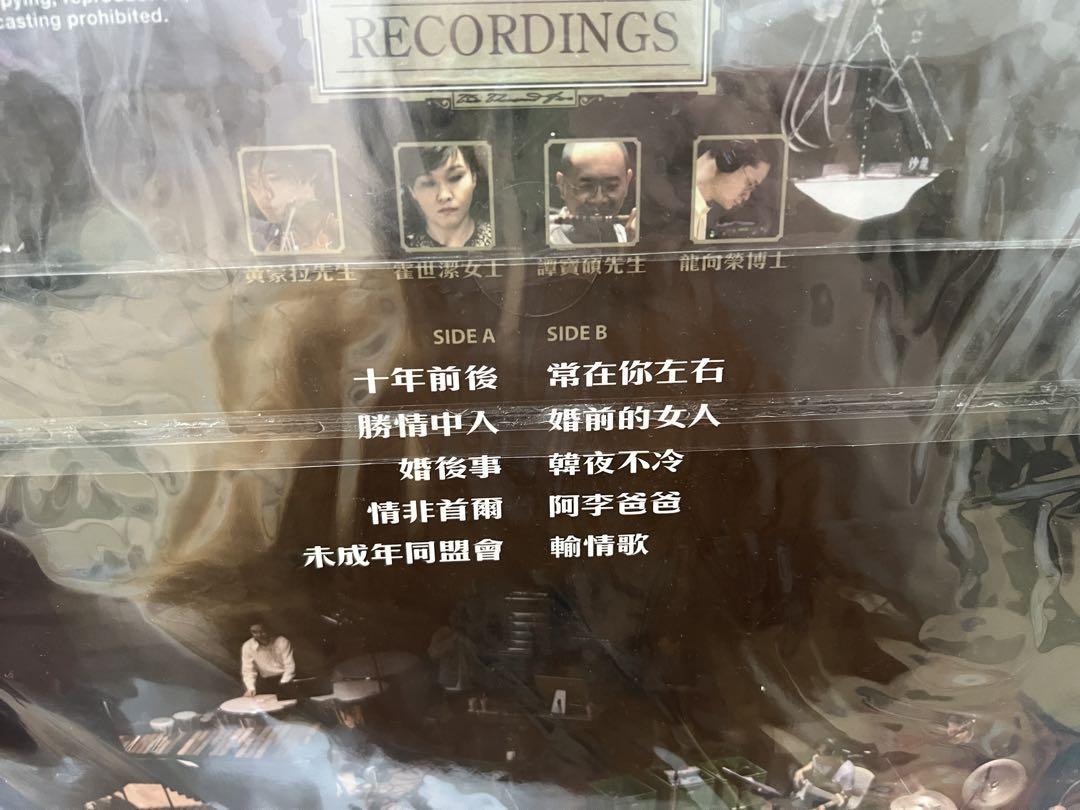 casting prohibited.
RECORDINGS
黃蒙拉先生 霍世潔女士 譚寶碩先生 龍向榮博士
SIDE A SIDE B
十年前後 常在你左右
勝情中人 婚前的女人
婚後事 韓夜不冷
情非首爾 阿李爸爸
未成年同盟會 輸情歌